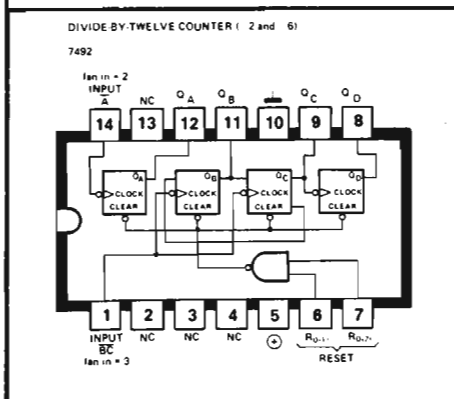 DIVIDE-BY-TWELVE COUNTER ( 2 and 6)
7492
fan in = 2
INPUT
A NC QA QB QC QD
14 13 12 11 10 9 8
QA QB QC QD
CLOCK CLOCK CLOCK CLOCK
CLEAR CLEAR CLEAR CLEAR
1 2 3 4 5 6 7
INPUT NC NC NC + R0(1) R0(2)
BC
fan in = 3
RESET